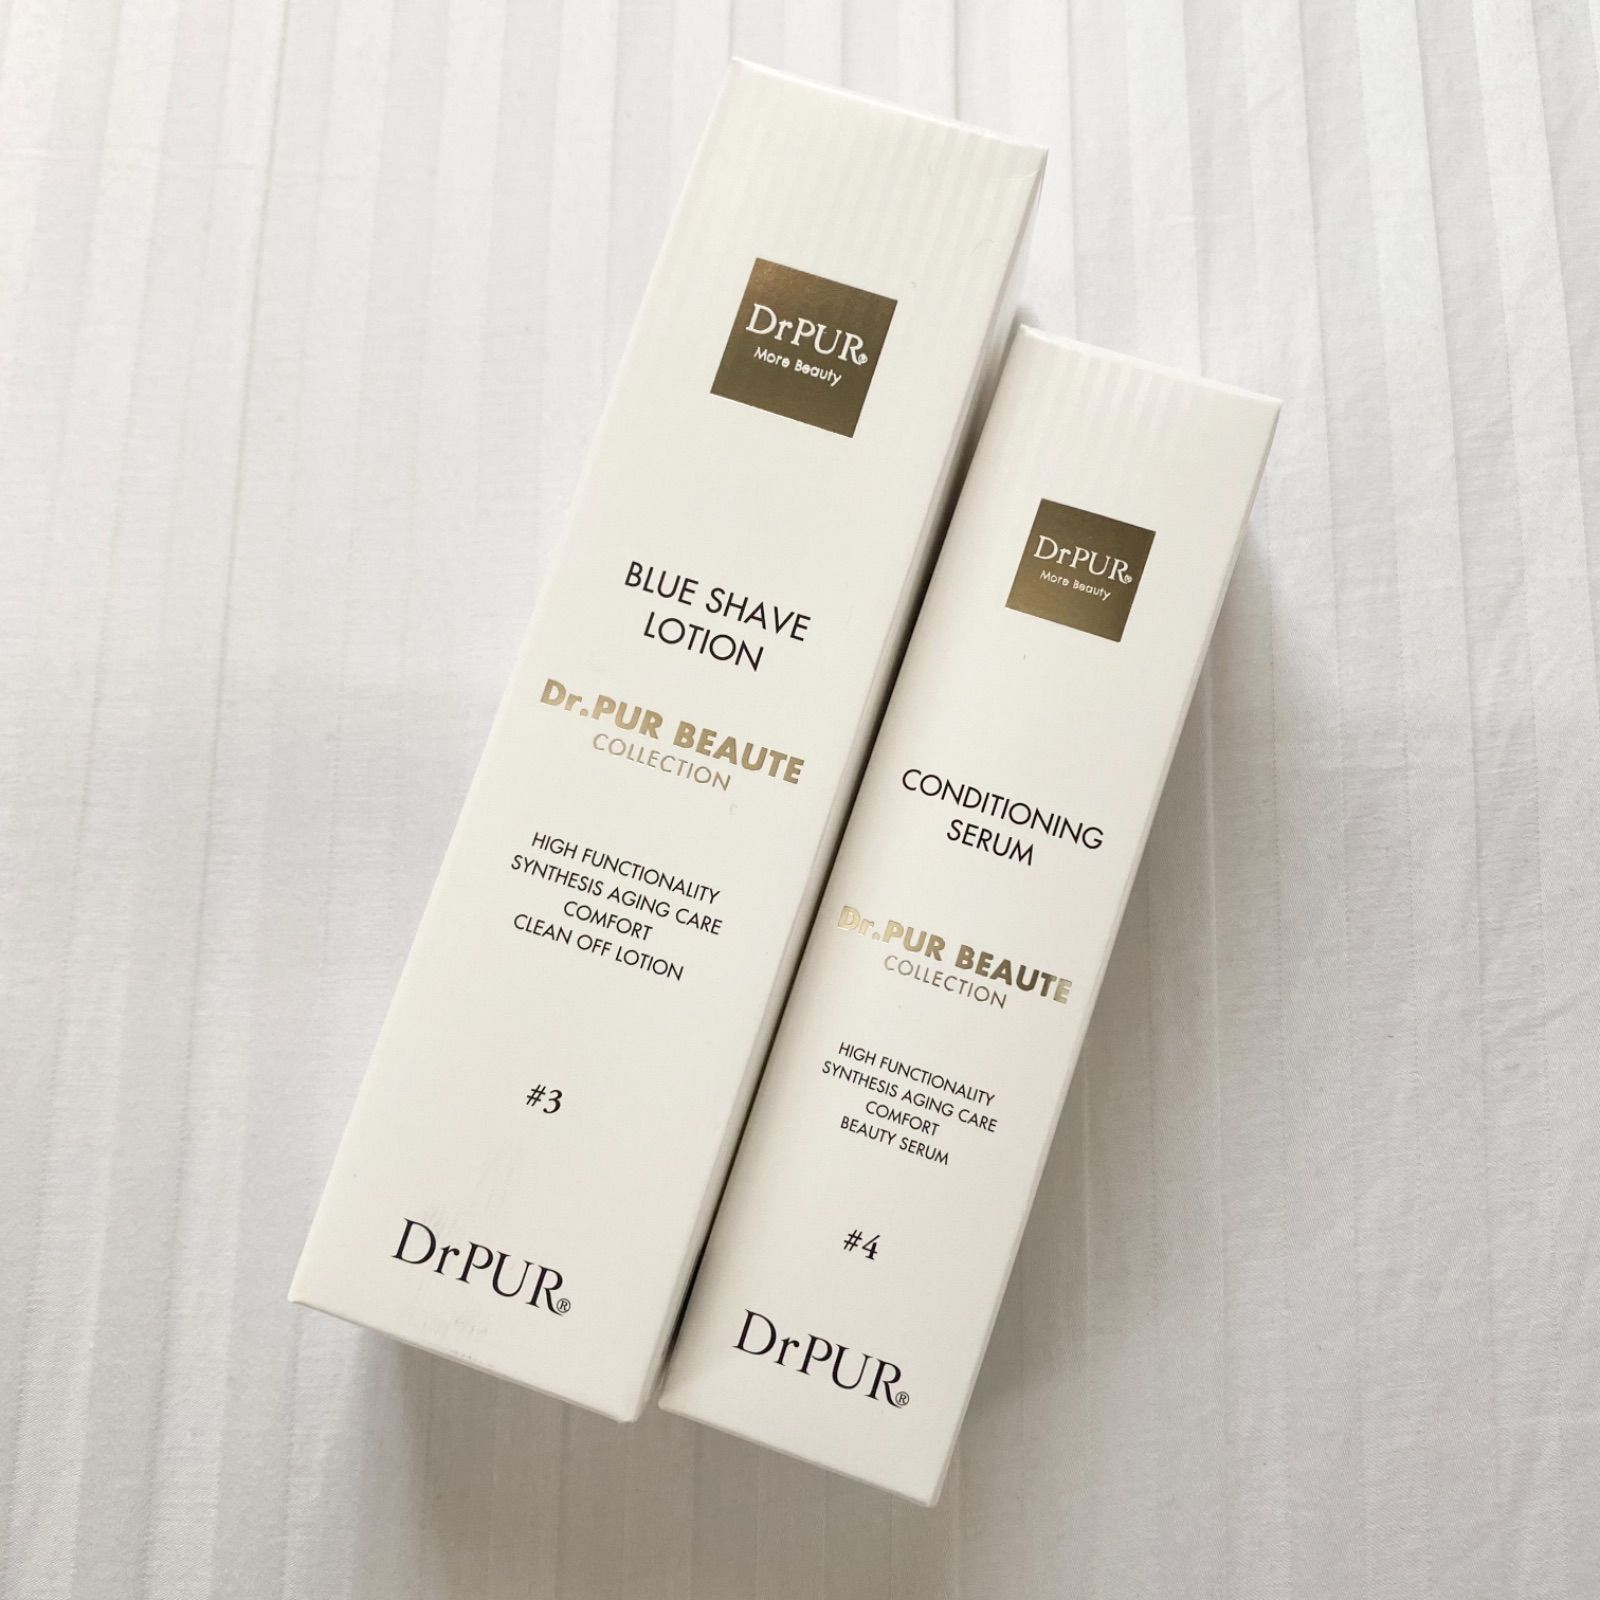 DrPUR®
More Beauty
BLUE SHAVE
LOTION
Dr.PUR BEAUTE
COLLECTION
HIGH FUNCTIONALITY
SYNTHESIS AGING CARE
COMFORT
CLEAN OFF LOTION
#3
DrPUR®
DrPUR®
More Beauty
CONDITIONING
SERUM
Dr.PUR BEAUTE
COLLECTION
HIGH FUNCTIONALITY
SYNTHESIS AGING CARE
COMFORT
BEAUTY SERUM
#4
DrPUR®